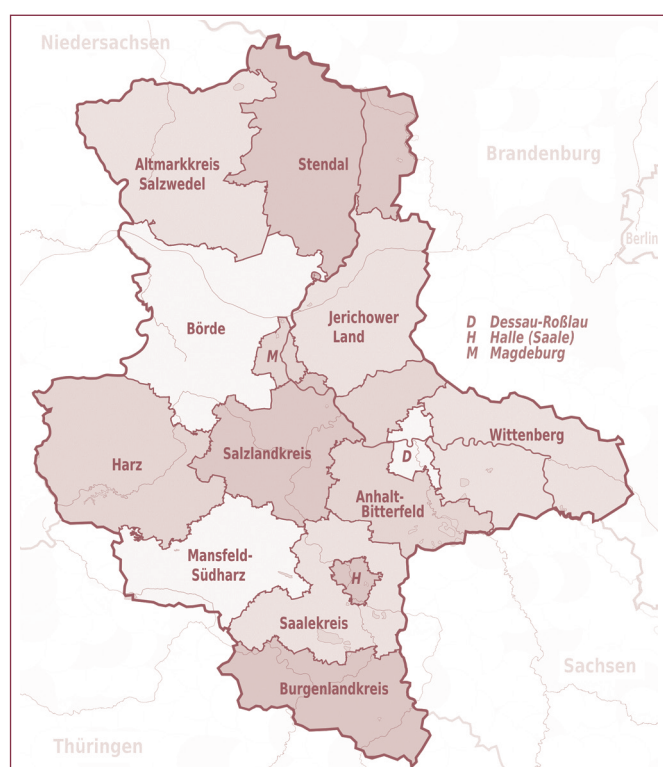 Niedersachsen
Altmarkkreis
Salzwedel
Stendal
Brandenburg
Berlin
Börde
Jerichower
Land
D Dessau-Roßlau
H Halle (Saale)
M Magdeburg
M
Harz
Salzlandkreis
Wittenberg
D
Anhalt-
Bitterfeld
Mansfeld-
Südharz
H
Saalekreis
Burgenlandkreis
Sachsen
Thüringen